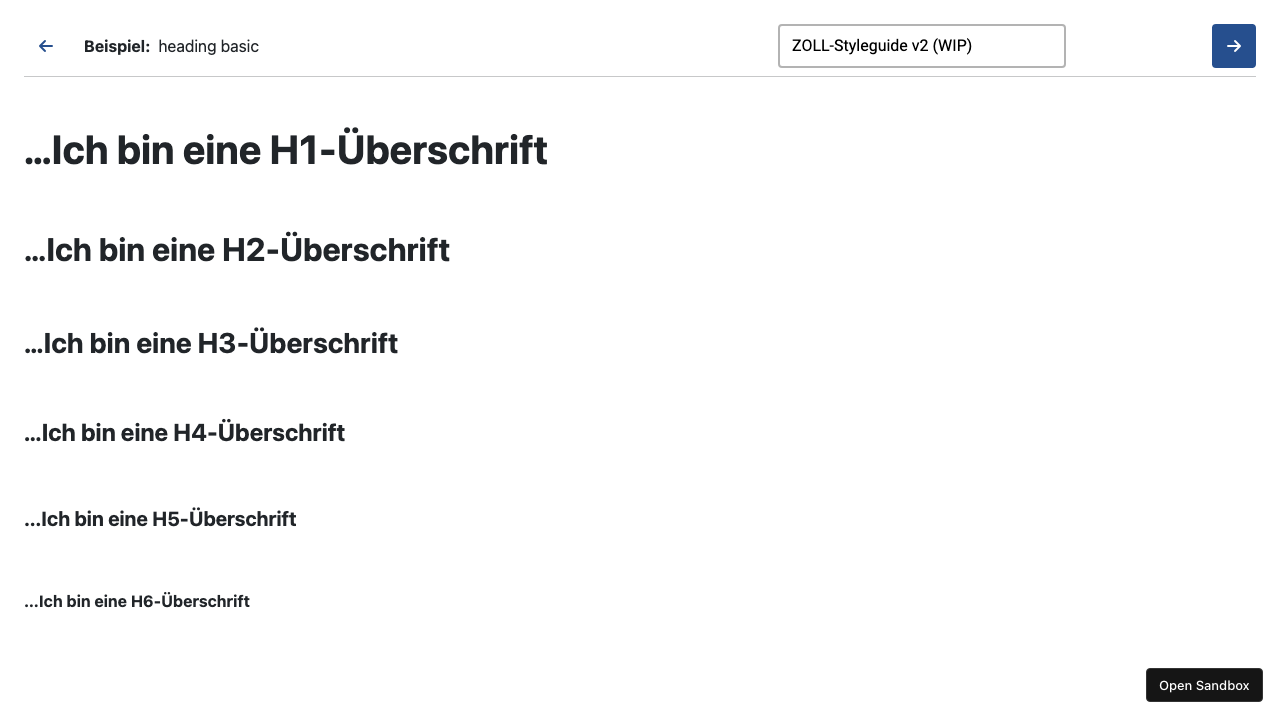 Beispiel: heading basic
ZOLL-Styleguide v2 (WIP)
...Ich bin eine H1-Überschrift
...Ich bin eine H2-Überschrift
...Ich bin eine H3-Überschrift
...Ich bin eine H4-Überschrift
...Ich bin eine H5-Überschrift
...Ich bin eine H6-Überschrift
Open Sandbox